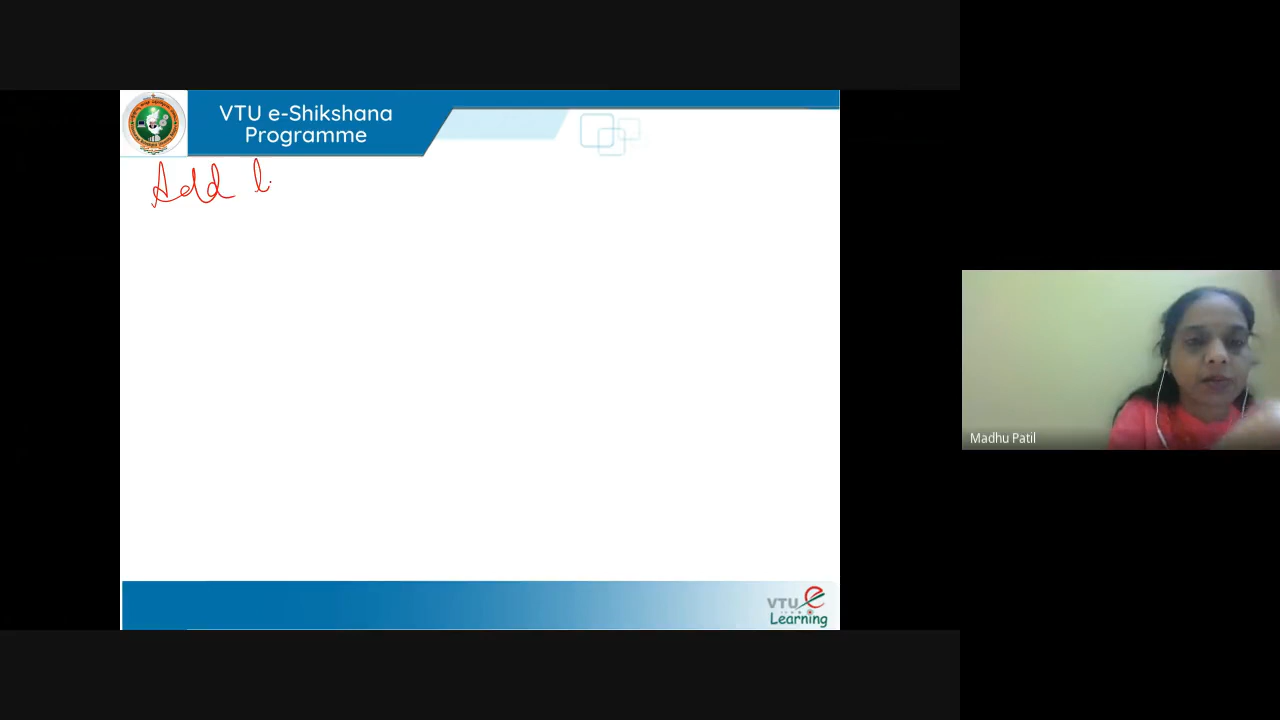 VTU e-Shikshana
Programme
Add l
Madhu Patil
VTU e
Learning